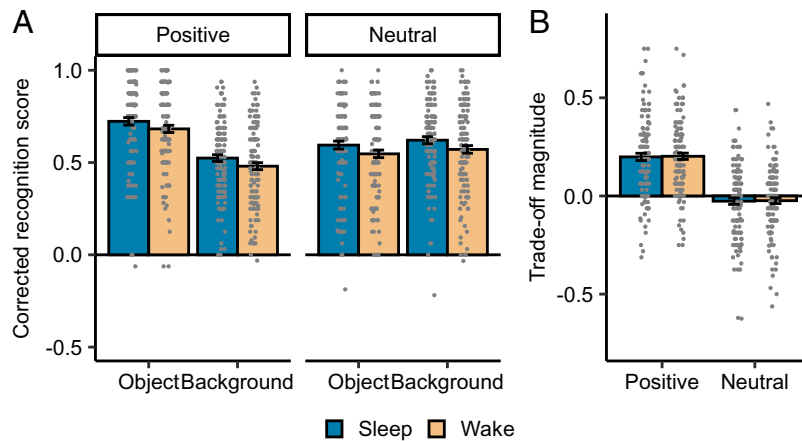 A
Positive
Neutral
Corrected recognition score
1.0
0.5
0.0
-0.5
Object
Background
Object
Background
B
Trade-off magnitude
0.5
0.0
-0.5
Positive
Neutral
Sleep
Wake